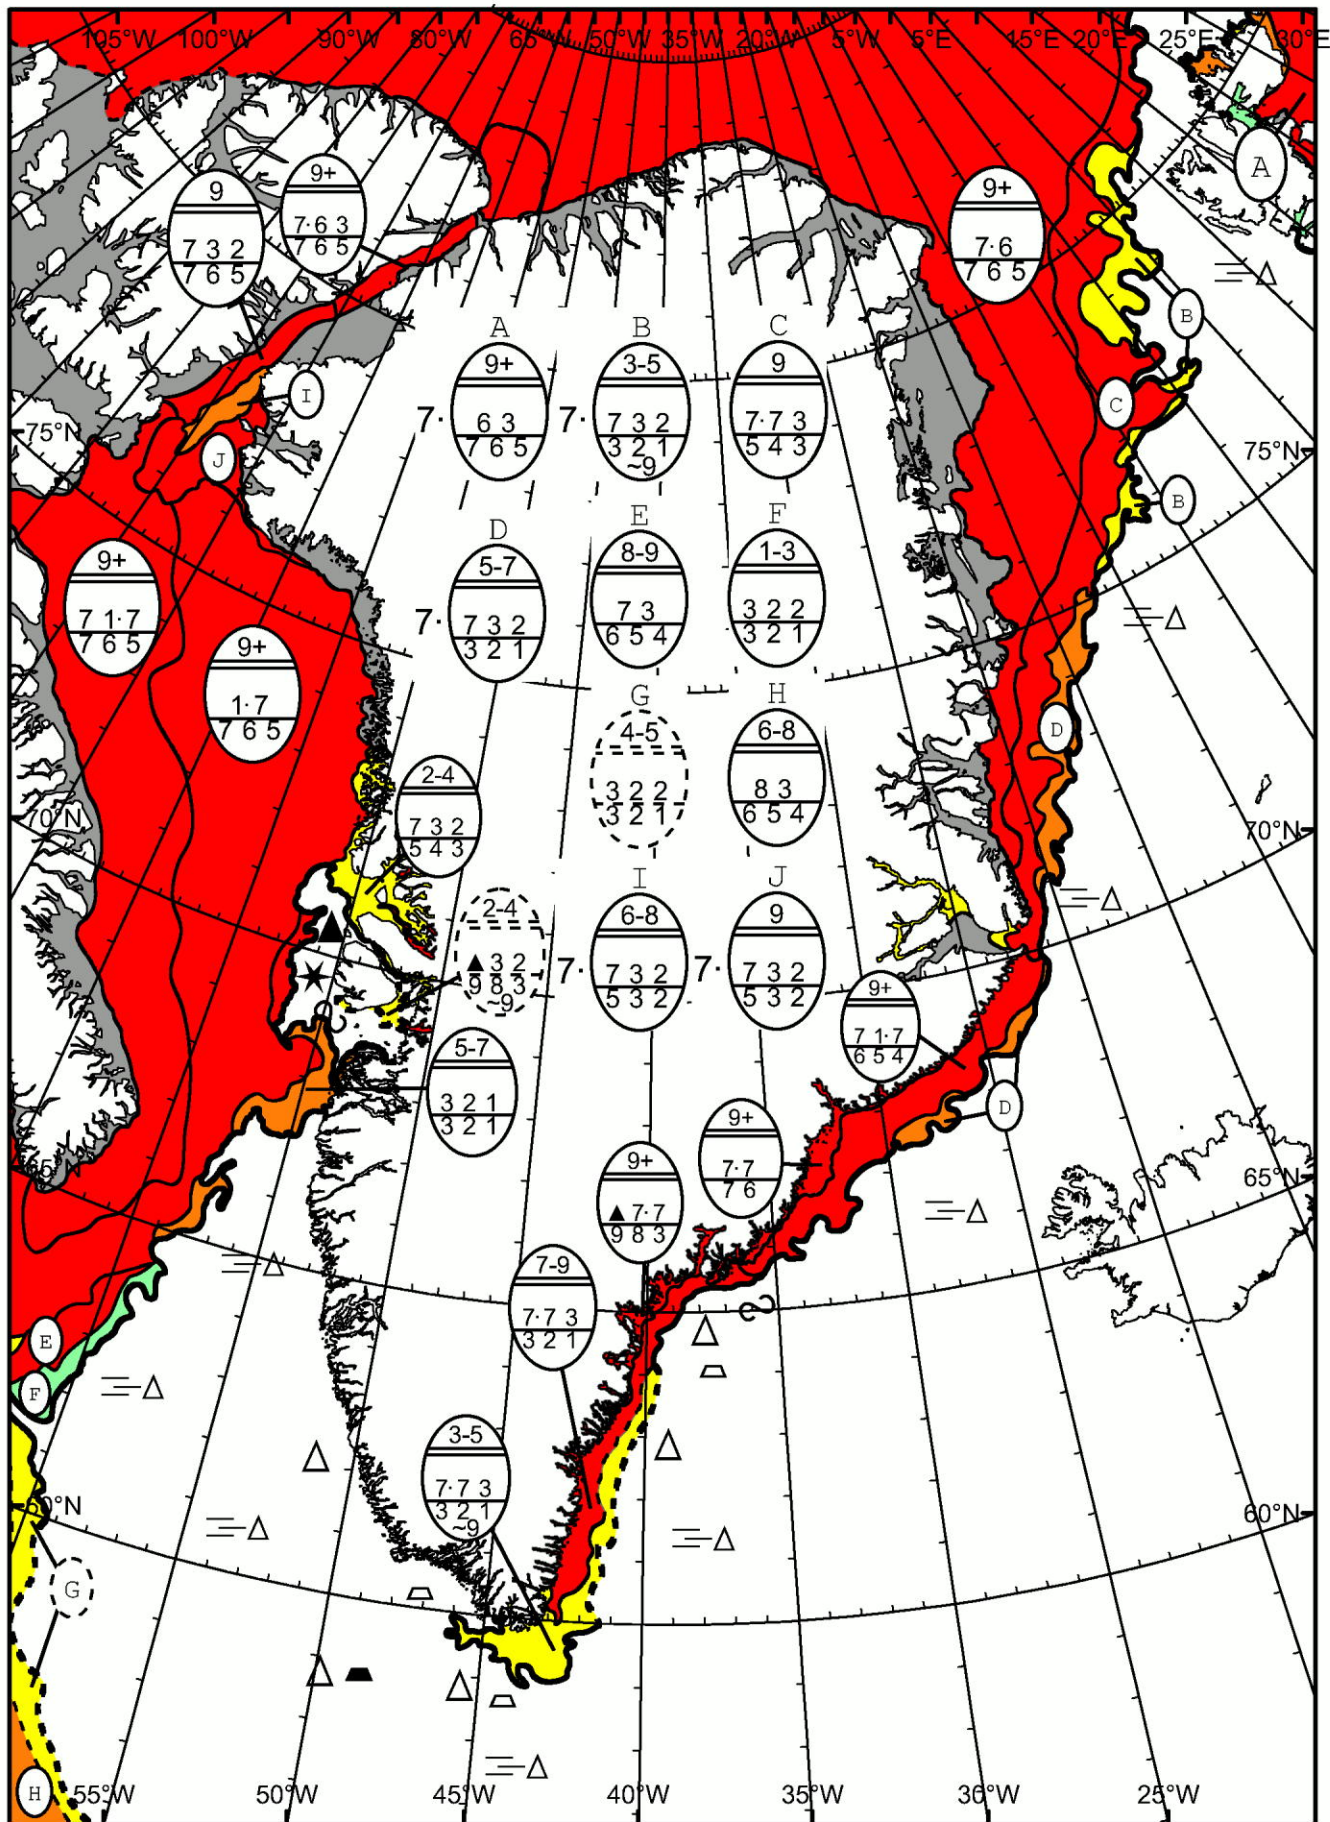 105°W 100°W 90°W 80°W 65°W 50°W 35°W 20°W 5°W 5°E 15°E 20°E 25°E 30°E
A
9
7 3 2
7 6 5
9+
7· 6 3
7 6 5
9+
7· 6
7 6 5
B
A B C
9+
7· 6 3
7 6 5
3-5
7· 7 3 2
3 2 1
~9
9
7· 7 3
5 4 3
I
C
J
75°N
75°N
B
D E F
5-7
7· 7 3 2
3 2 1
8-9
7 3
6 5 4
1-3
3 2 2
3 2 1
9+
7 1· 7
7 6 5
9+
1· 7
7 6 5
G H
4-5
3 2 2
3 2 1
6-8
8 3
6 5 4
D
2-4
7 3 2
5 4 3
70°N
70°N
I J
2-4
▲ 3 2
9 8 3
~9
6-8
7· 7 3 2
5 3 2
9
7· 7 3 2
5 3 2
9+
7 1· 7
6 5 4
5-7
3 2 1
3 2 1
D
9+
7· 7
7 6
65°N
65°N
9+
▲ 7· 7
9 8 3
7-9
7· 7 3
3 2 1
E
F
3-5
7· 7 3
3 2 1
~9
60°N
60°N
G
H
55°W 50°W 45°W 40°W 35°W 30°W 25°W